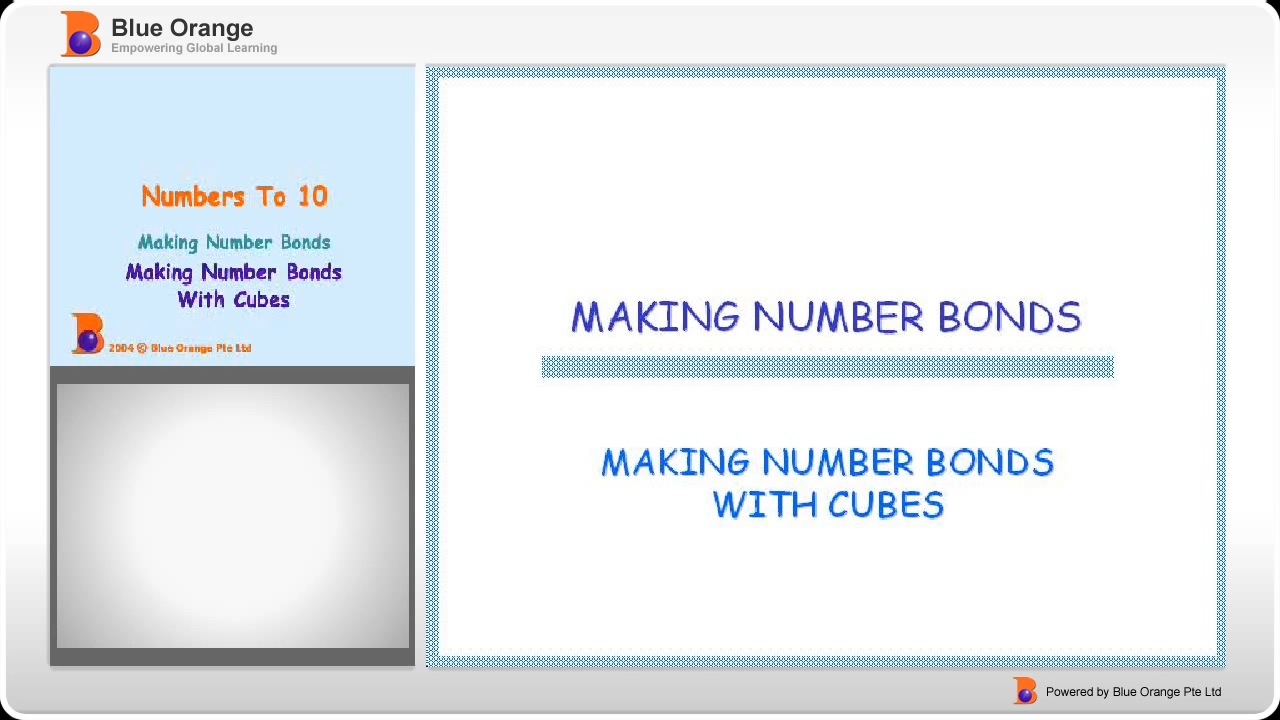 Blue Orange
Empowering Global Learning
Numbers To 10
Making Number Bonds
Making Number Bonds
With Cubes
2004 © Blue Orange Pte Ltd
MAKING NUMBER BONDS
MAKING NUMBER BONDS
WITH CUBES
Powered by Blue Orange Pte Ltd